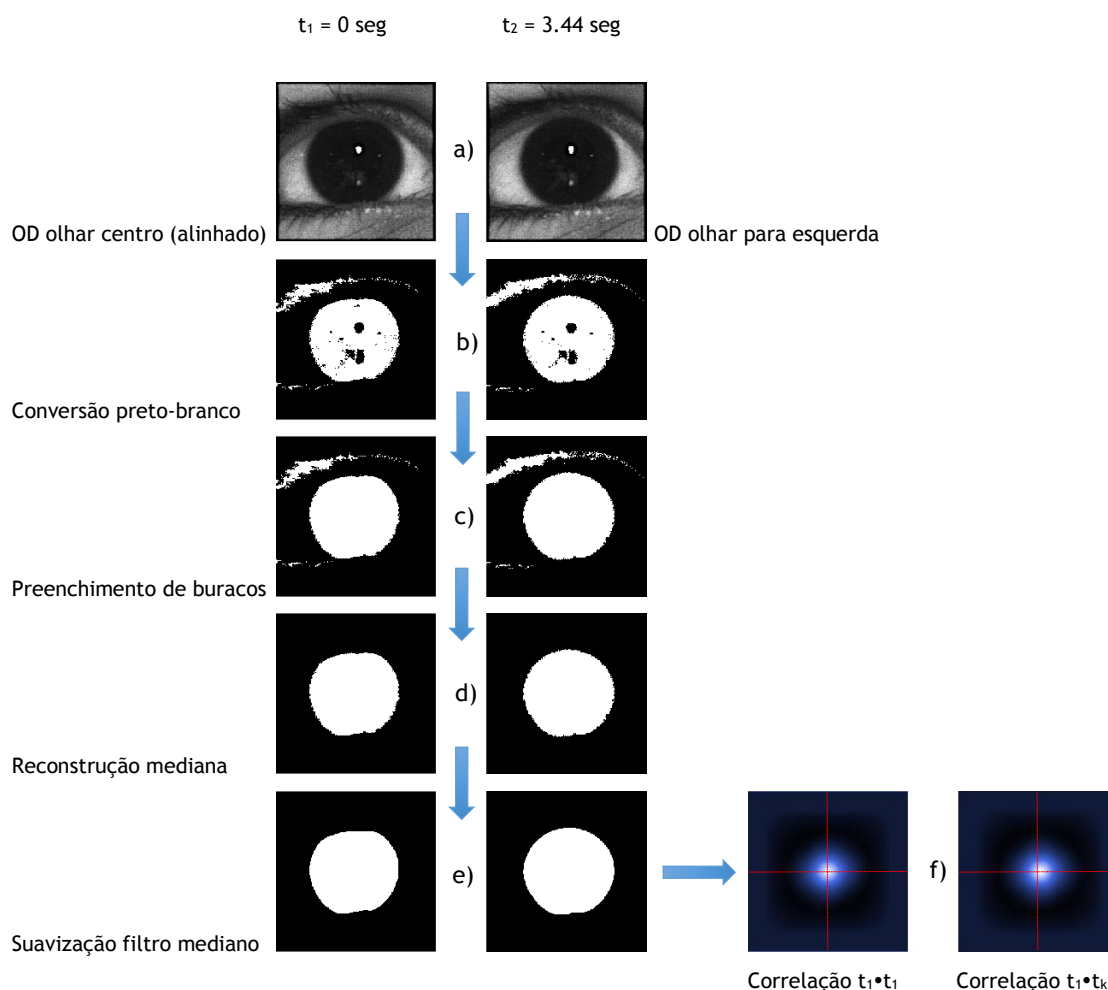 t₁ = 0 seg
t₂ = 3.44 seg
a)
OD olhar centro (alinhado)
OD olhar para esquerda
b)
Conversão preto-branco
c)
Preenchimento de buracos
d)
Reconstrução mediana
e)
f)
Suavização filtro mediano
Correlação t₁•t₁
Correlação t₁•tₖ